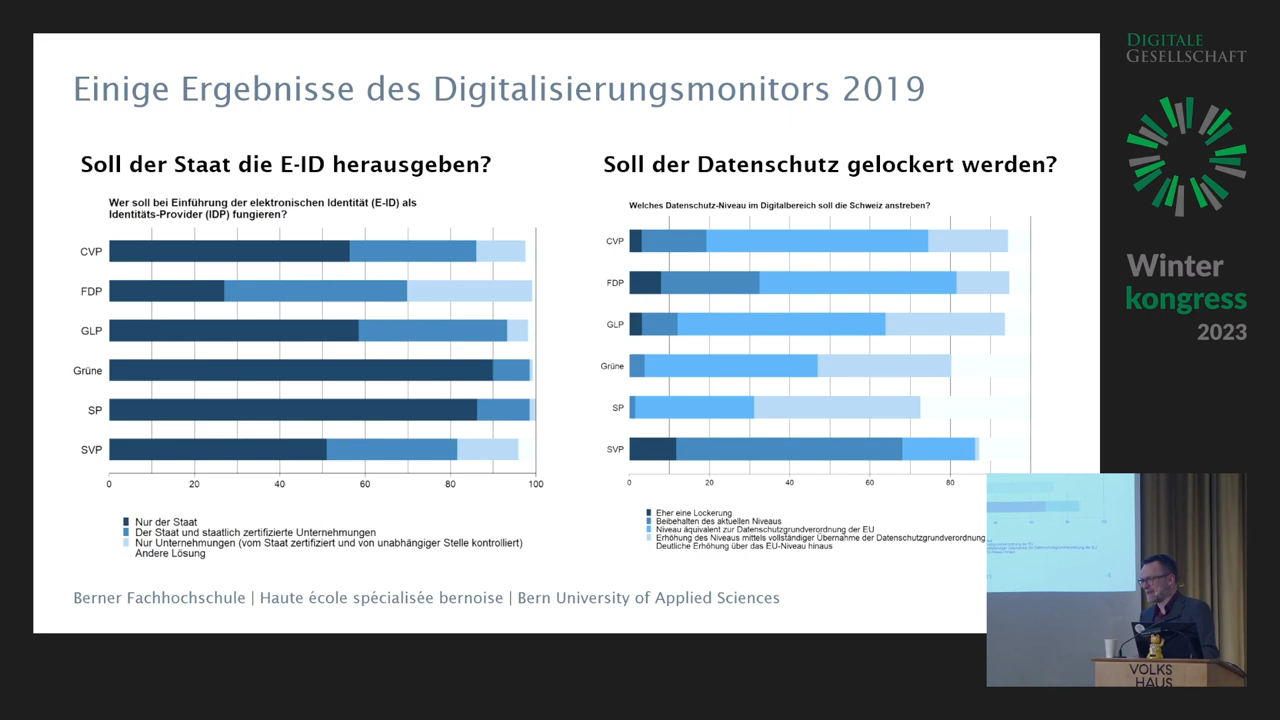 Einige Ergebnisse des Digitalisierungsmonitors 2019
Soll der Staat die E-ID herausgeben?
Wer soll bei Einführung der elektronischen Identität (E-ID) als
Identitäts-Provider (IDP) fungieren?
CVP
FDP
GLP
Grüne
SP
SVP
0 20 40 60 80 100
Nur der Staat
Der Staat und staatlich zertifizierte Unternehmungen
Nur Unternehmungen (vom Staat zertifiziert und von unabhängiger Stelle kontrolliert)
Andere Lösung
Soll der Datenschutz gelockert werden?
Welches Datenschutz-Niveau im Digitalbereich soll die Schweiz anstreben?
CVP
FDP
GLP
Grüne
SP
SVP
0 20 40 60 80
Eher eine Lockerung
Beibehalten des aktuellen Niveaus
Niveau äquivalent zur Datenschutzgrundverordnung der EU
Erhöhung des Niveaus mittels vollständiger Übernahme der Datenschutzgrundverordnung
Deutliche Erhöhung über das EU-Niveau hinaus
Berner Fachhochschule | Haute école spécialisée bernoise | Bern University of Applied Sciences
DIGITALE
GESELLSCHAFT
Winter
kongress
2023
VOLKS
HAUS